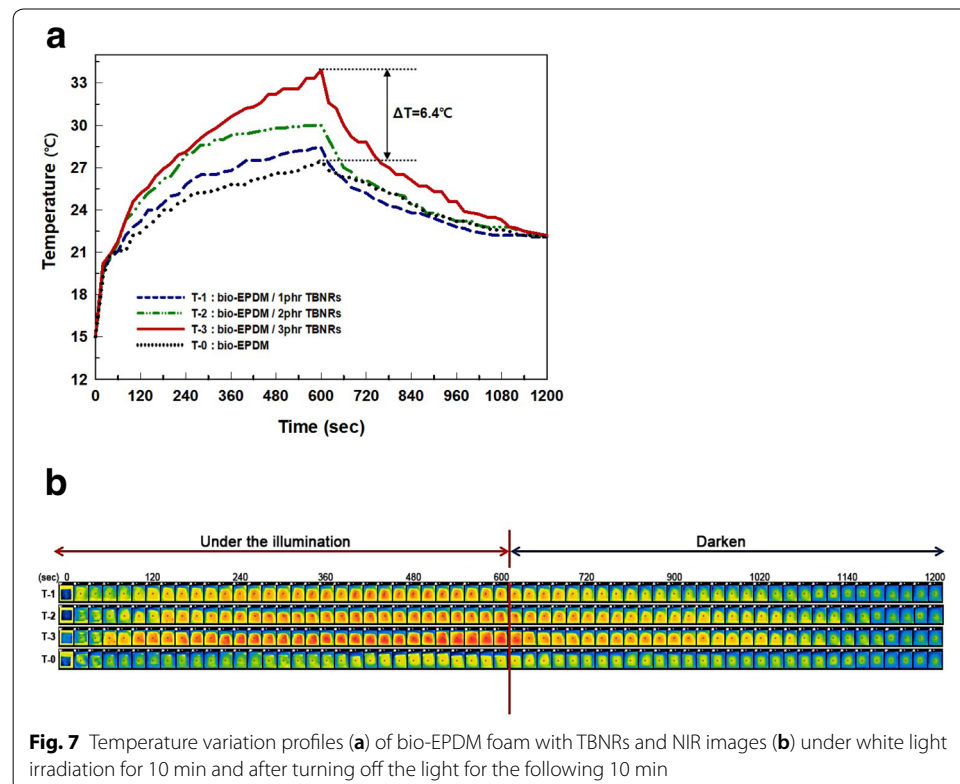 a
33
30
27
24
21
18
15
12
Temperature (℃)
ΔT=6.4℃
T-1 : bio-EPDM / 1phr TBNRs
T-2 : bio-EPDM / 2phr TBNRs
T-3 : bio-EPDM / 3phr TBNRs
T-0 : bio-EPDM
0 120 240 360 480 600 720 840 960 1080 1200
Time (sec)
b
Under the illumination Darken
(sec) 0 120 240 360 480 600 720 900 1020 1140 1200
T-1
T-2
T-3
T-0
Fig. 7 Temperature variation profiles (a) of bio-EPDM foam with TBNRs and NIR images (b) under white light
irradiation for 10 min and after turning off the light for the following 10 min